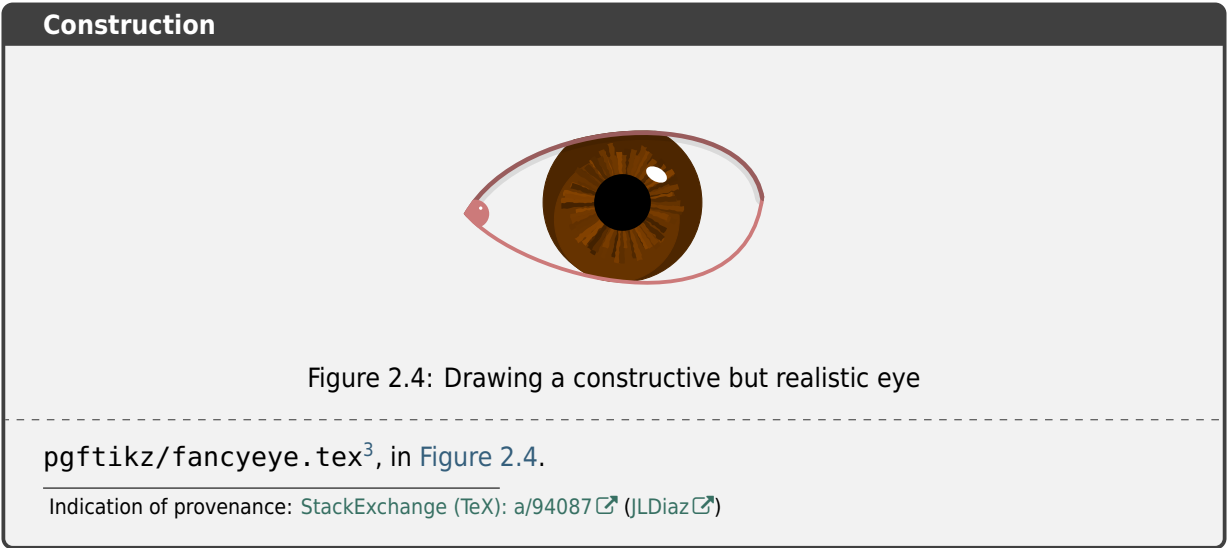 Construction
Figure 2.4: Drawing a constructive but realistic eye
pgftikz/fancyeye.tex³, in Figure 2.4.
Indication of provenance: StackExchange (TeX): a/94087 (JLDiaz)